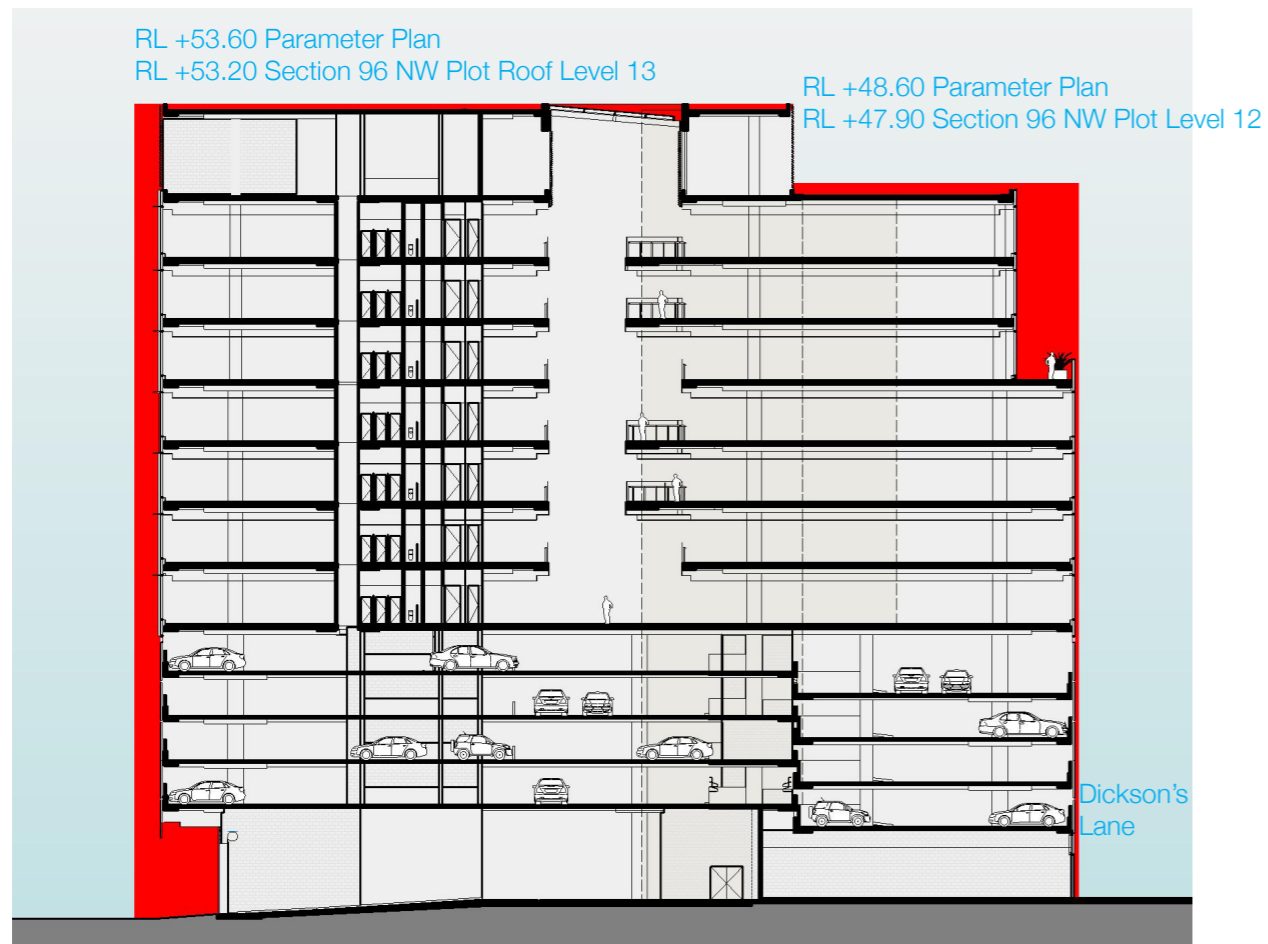 RL +53.60 Parameter Plan
RL +53.20 Section 96 NW Plot Roof Level 13
RL +48.60 Parameter Plan
RL +47.90 Section 96 NW Plot Level 12
Dickson's
Lane